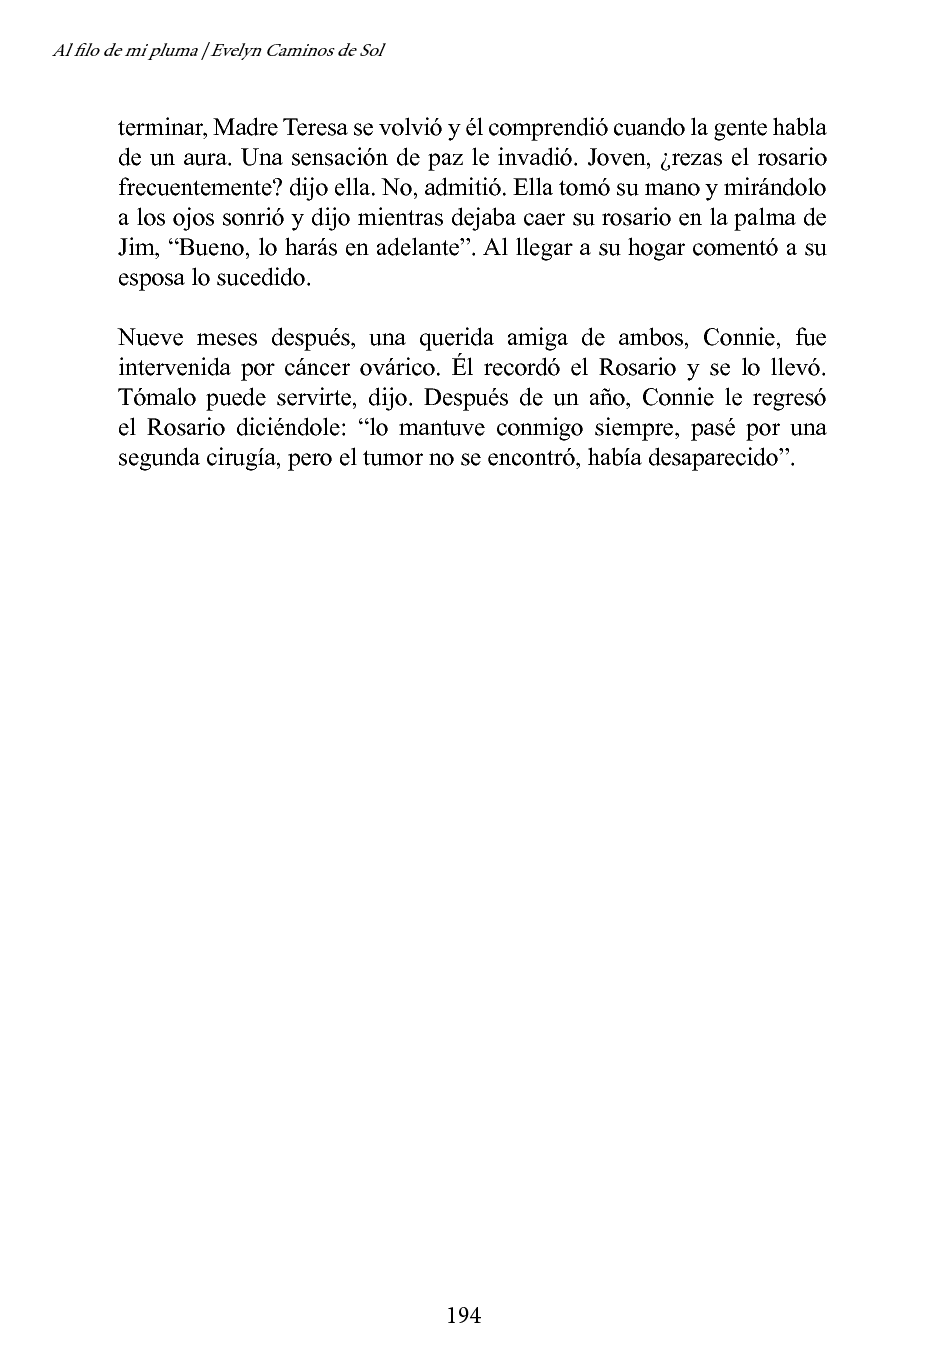 Al filo de mi pluma / Evelyn Caminos de Sol
terminar, Madre Teresa se volvió y él comprendió cuando la gente habla
de un aura. Una sensación de paz le invadió. Joven, ¿rezas el rosario
frecuentemente? dijo ella. No, admitió. Ella tomó su mano y mirándolo
a los ojos sonrió y dijo mientras dejaba caer su rosario en la palma de
Jim, “Bueno, lo harás en adelante”. Al llegar a su hogar comentó a su
esposa lo sucedido.
Nueve meses después, una querida amiga de ambos, Connie, fue
intervenida por cáncer ovárico. Él recordó el Rosario y se lo llevó.
Tómalo puede servirte, dijo. Después de un año, Connie le regresó
el Rosario diciéndole: “lo mantuve conmigo siempre, pasé por una
segunda cirugía, pero el tumor no se encontró, había desaparecido”.
194